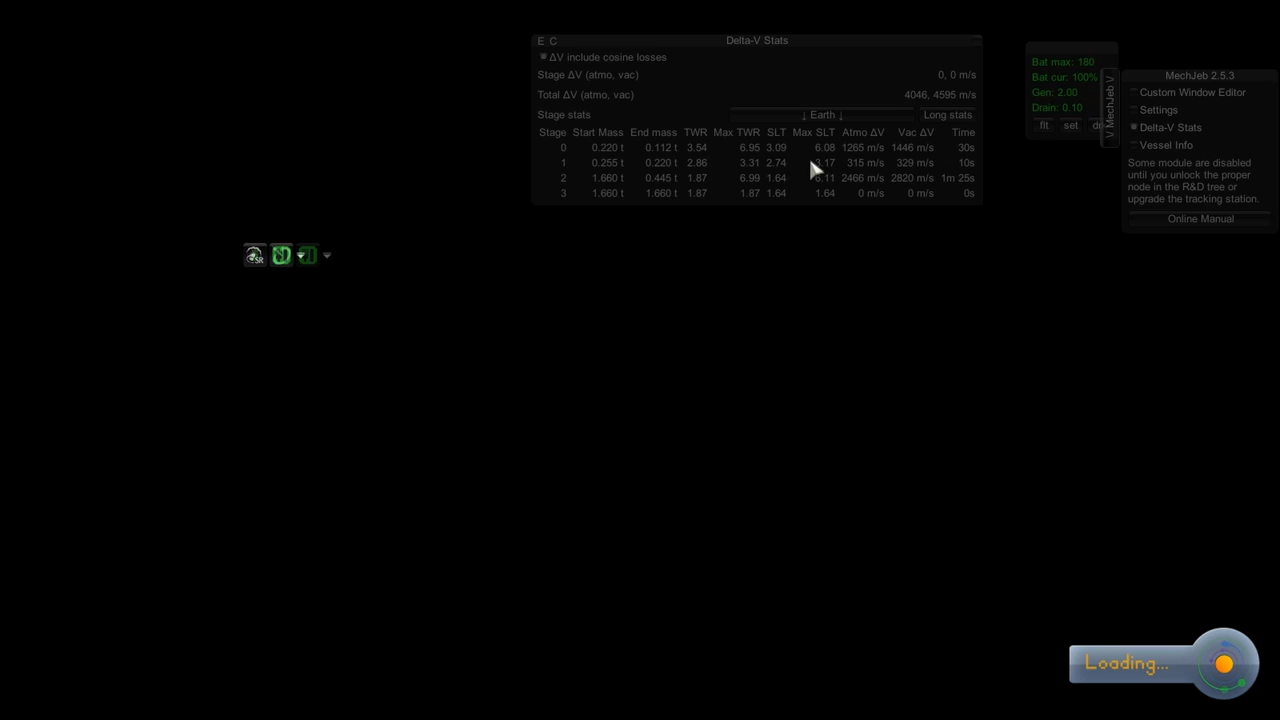 E C Delta-V Stats
ΔV include cosine losses
Stage ΔV (atmo, vac) 0, 0 m/s
Total ΔV (atmo, vac) 4046, 4595 m/s
Stage stats ↓ Earth ↓ Long stats
Stage Start Mass End mass TWR Max TWR SLT Max SLT Atmo ΔV Vac ΔV Time
0 0.220 t 0.112 t 3.54 6.95 3.09 6.08 1265 m/s 1446 m/s 30s
1 0.255 t 0.220 t 2.86 3.31 2.74 3.17 315 m/s 329 m/s 10s
2 1.660 t 0.445 t 1.87 6.99 1.64 6.11 2466 m/s 2820 m/s 1m 25s
3 1.660 t 1.660 t 1.87 1.87 1.64 1.64 0 m/s 0 m/s 0s
Bat max: 180
Bat cur: 100%
Gen: 2.00
Drain: 0.10
flt set
V MechJeb V
MechJeb 2.5.3
Custom Window Editor
Settings
Delta-V Stats
Vessel Info
Some module are disabled
until you unlock the proper
node in the R&D tree or
upgrade the tracking station.
Online Manual
SR
Loading...